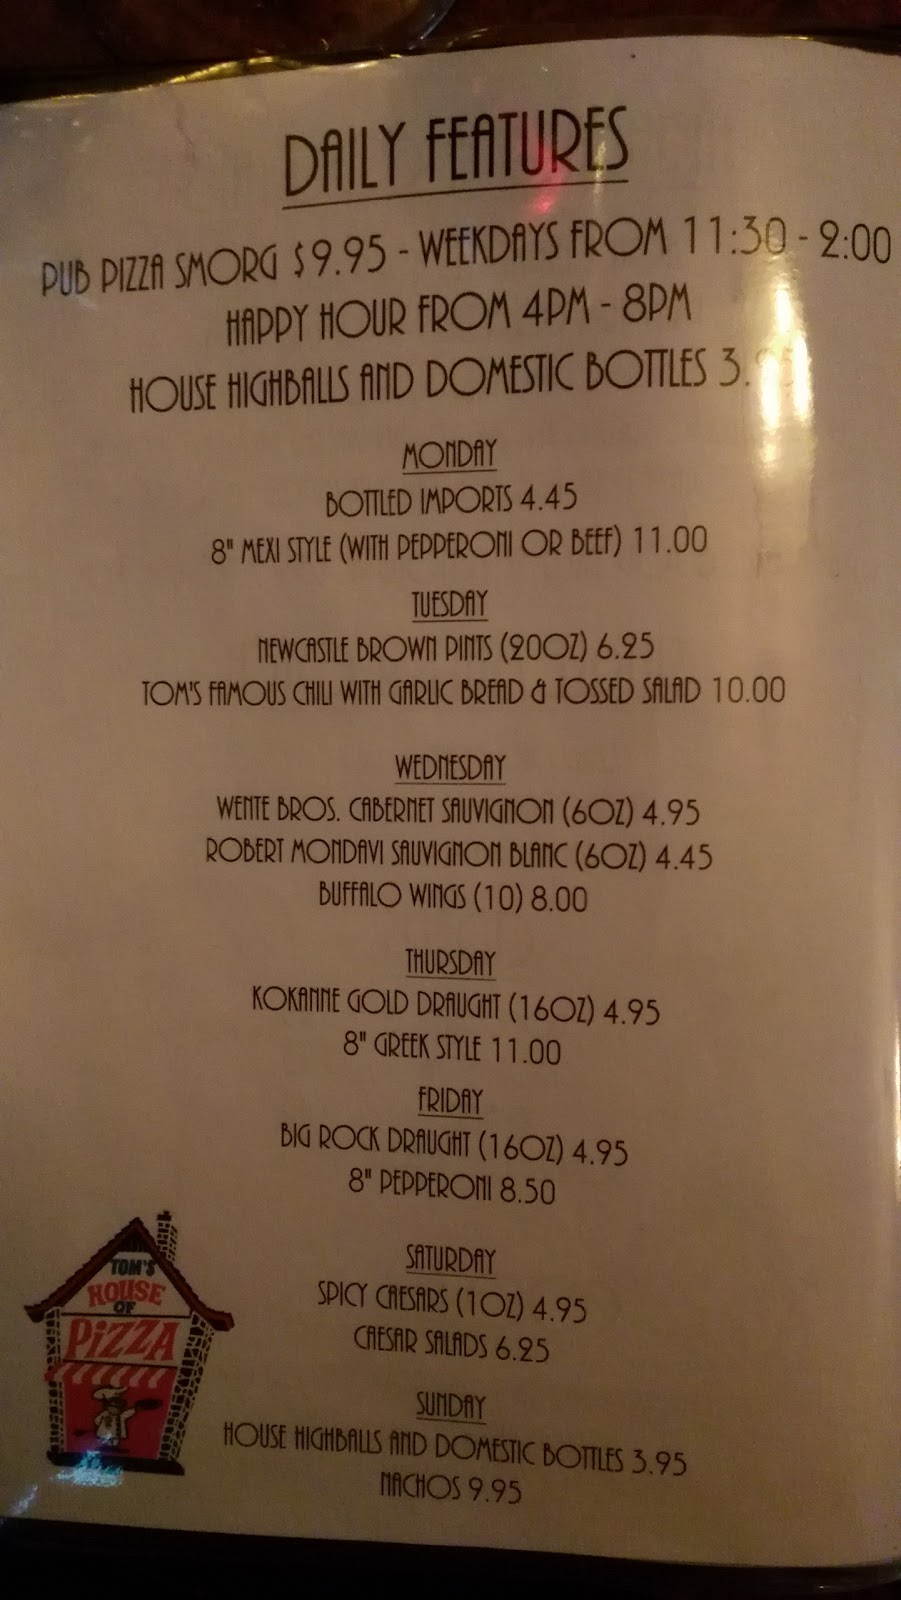 DAILY FEATURES
PUB PIZZA SMORG $9.95 - WEEKDAYS FROM 11:30 - 2:00
HAPPY HOUR FROM 4PM - 8PM
HOUSE HIGHBALLS AND DOMESTIC BOTTLES 3.95
MONDAY
BOTTLED IMPORTS 4.45
8" MEXI STYLE (WITH PEPPERONI OR BEEF) 11.00
TUESDAY
NEWCASTLE BROWN PINTS (20OZ) 6.25
TOM'S FAMOUS CHILI WITH GARLIC BREAD & TOSSED SALAD 10.00
WEDNESDAY
WENTE BROS. CABERNET SAUVIGNON (6OZ) 4.95
ROBERT MONDAVI SAUVIGNON BLANC (6OZ) 4.45
BUFFALO WINGS (10) 8.00
THURSDAY
KOKANNE GOLD DRAUGHT (16OZ) 4.95
8" GREEK STYLE 11.00
FRIDAY
BIG ROCK DRAUGHT (16OZ) 4.95
8" PEPPERONI 8.50
SATURDAY
SPICY CAESARS (1OZ) 4.95
CAESAR SALADS 6.25
SUNDAY
HOUSE HIGHBALLS AND DOMESTIC BOTTLES 3.95
NACHOS 9.95
TOM'S
HOUSE
OF
PIZZA